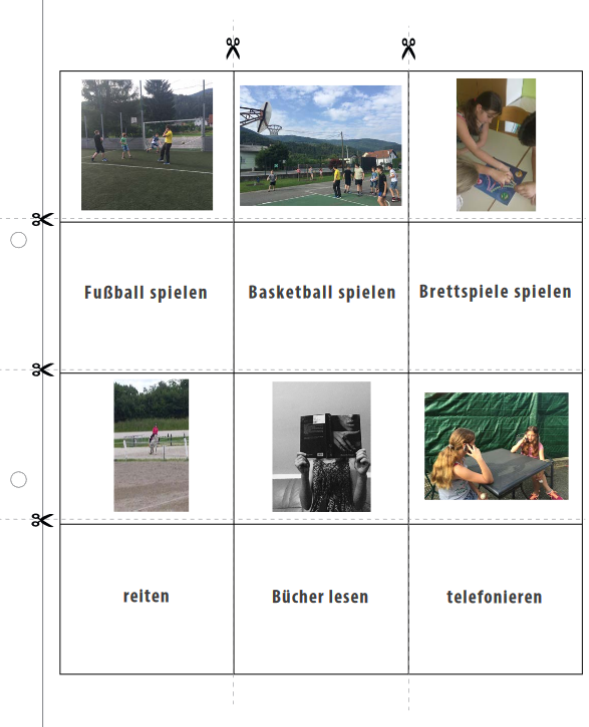 Fußball spielen
Basketball spielen
Brettspiele spielen
reiten
Bücher lesen
telefonieren